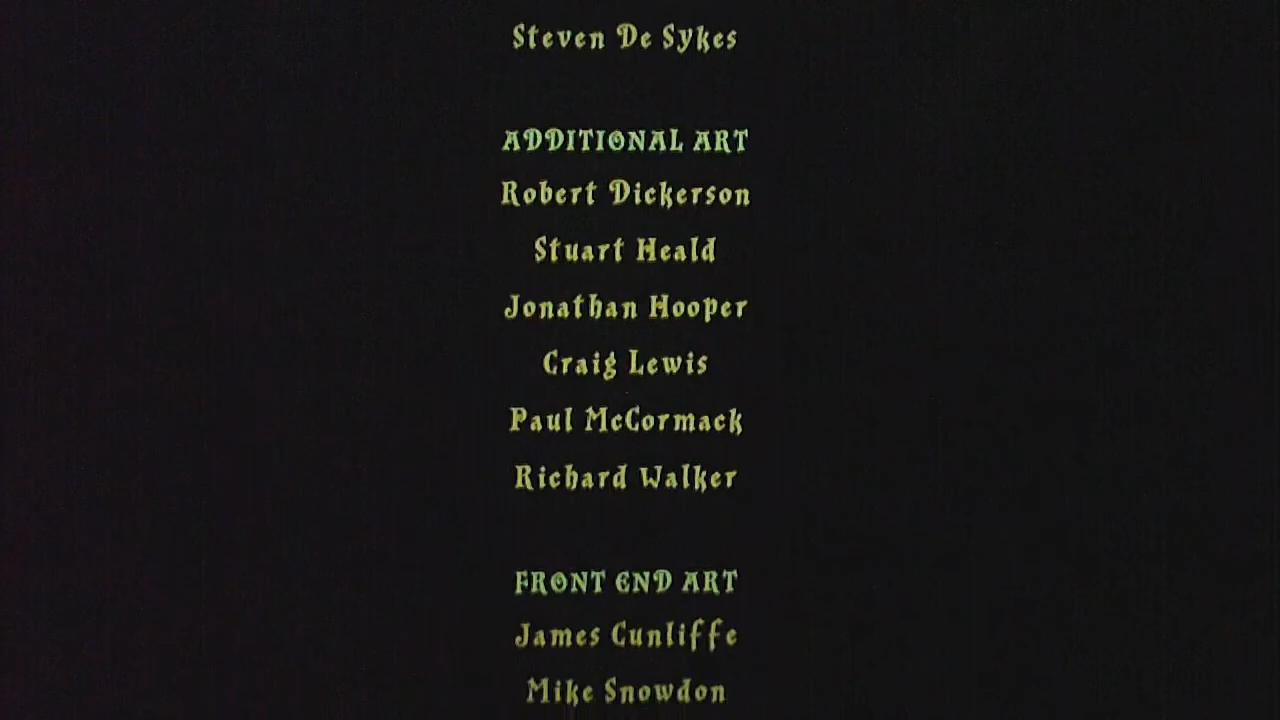 Steven De Sykes
ADDITIONAL ART
Robert Dickerson
Stuart Heald
Jonathan Hooper
Craig Lewis
Paul McCormack
Richard Walker
FRONT END ART
James Cunliffe
Mike Snowdon